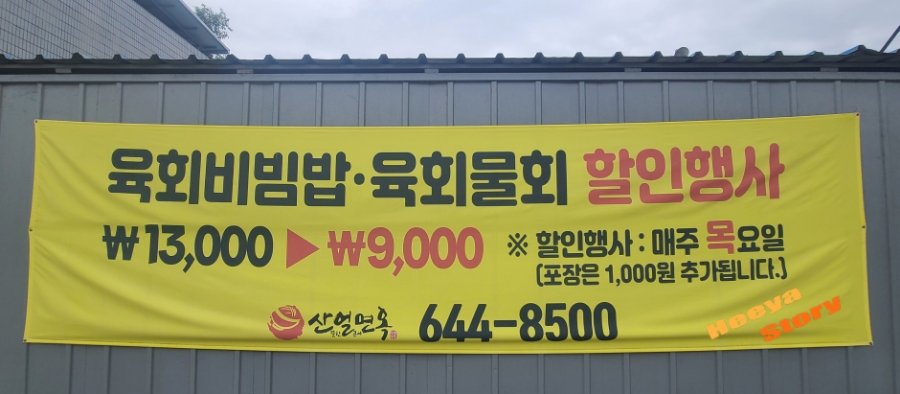 육회비빔밥·육회물회 할인행사
₩13,000 ▶ ₩9,000 ※ 할인행사 : 매주 목요일
(포장은 1,000원 추가됩니다.)
산얼면옥 644-8500
Heeya
Story